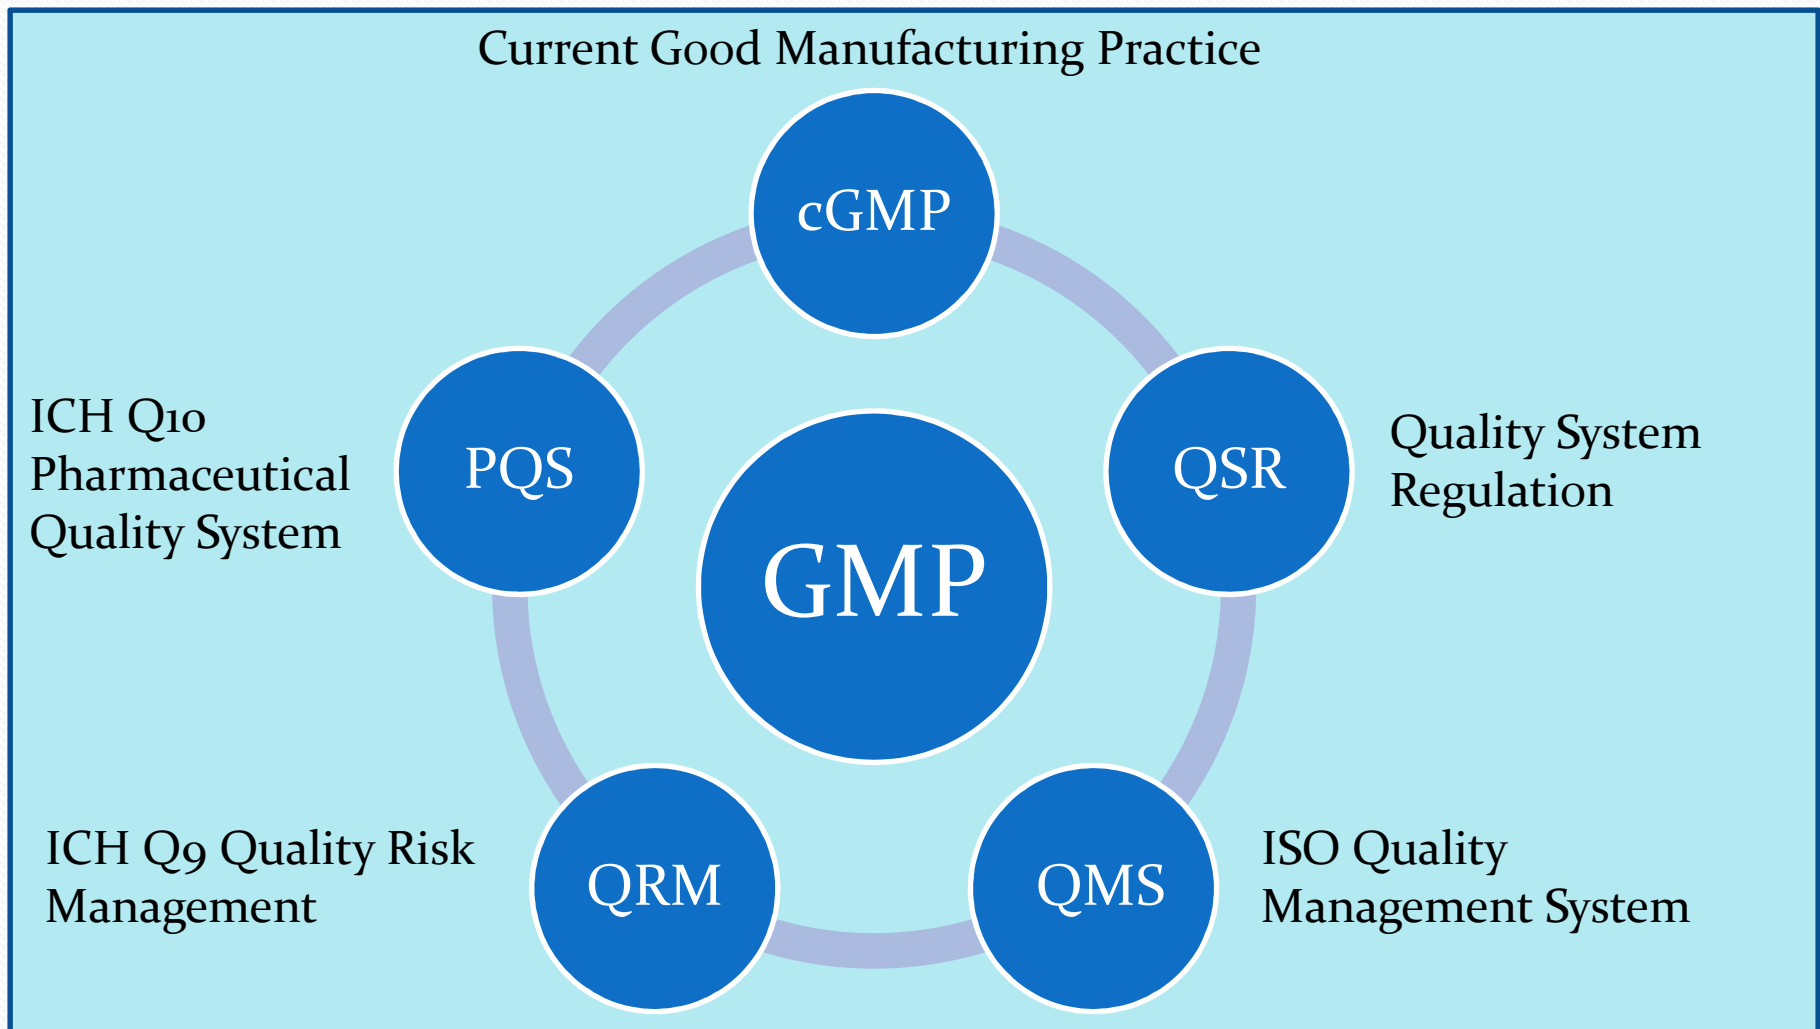 Current Good Manufacturing Practice
cGMP
ICH Q10
Pharmaceutical
Quality System
PQS
QSR
Quality System
Regulation
GMP
ICH Q9 Quality Risk
Management
QRM
QMS
ISO Quality
Management System